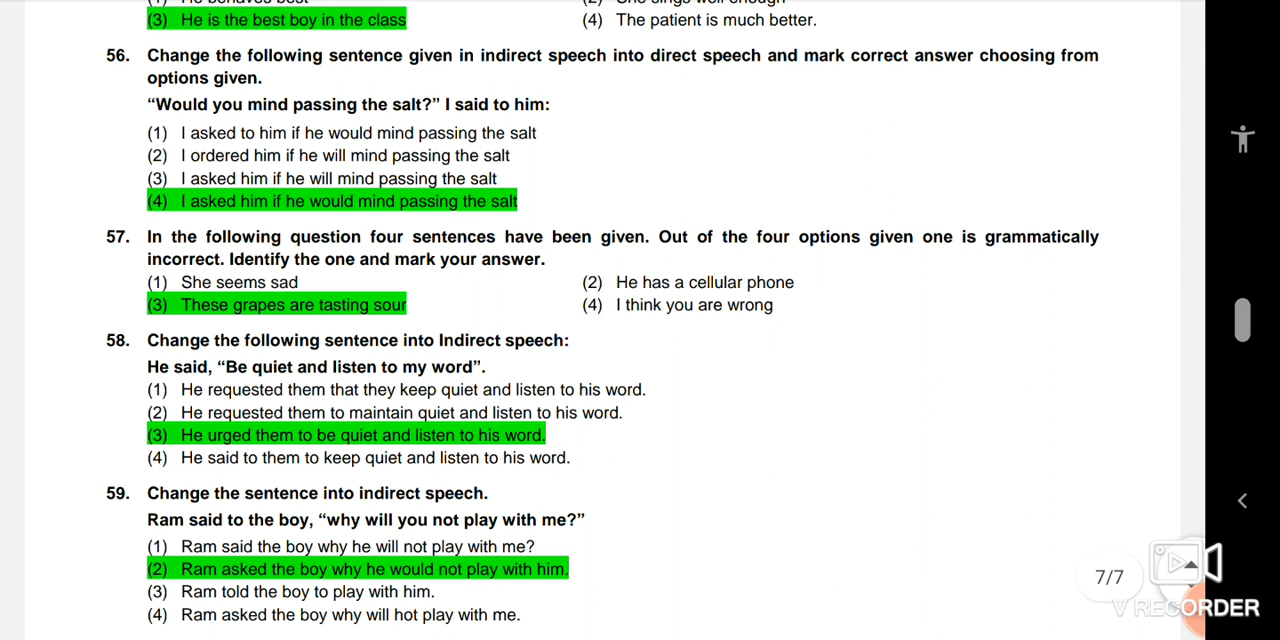 (1) He behaves best
(2) She sings well enough
(3) He is the best boy in the class
(4) The patient is much better.
56. Change the following sentence given in indirect speech into direct speech and mark correct answer choosing from
options given.
“Would you mind passing the salt?” I said to him:
(1) I asked to him if he would mind passing the salt
(2) I ordered him if he will mind passing the salt
(3) I asked him if he will mind passing the salt
(4) I asked him if he would mind passing the salt
57. In the following question four sentences have been given. Out of the four options given one is grammatically
incorrect. Identify the one and mark your answer.
(1) She seems sad
(2) He has a cellular phone
(3) These grapes are tasting sour
(4) I think you are wrong
58. Change the following sentence into Indirect speech:
He said, “Be quiet and listen to my word”.
(1) He requested them that they keep quiet and listen to his word.
(2) He requested them to maintain quiet and listen to his word.
(3) He urged them to be quiet and listen to his word.
(4) He said to them to keep quiet and listen to his word.
59. Change the sentence into indirect speech.
Ram said to the boy, “why will you not play with me?”
(1) Ram said the boy why he will not play with me?
(2) Ram asked the boy why he would not play with him.
(3) Ram told the boy to play with him.
(4) Ram asked the boy why will hot play with me.
7/7
V RECORDER